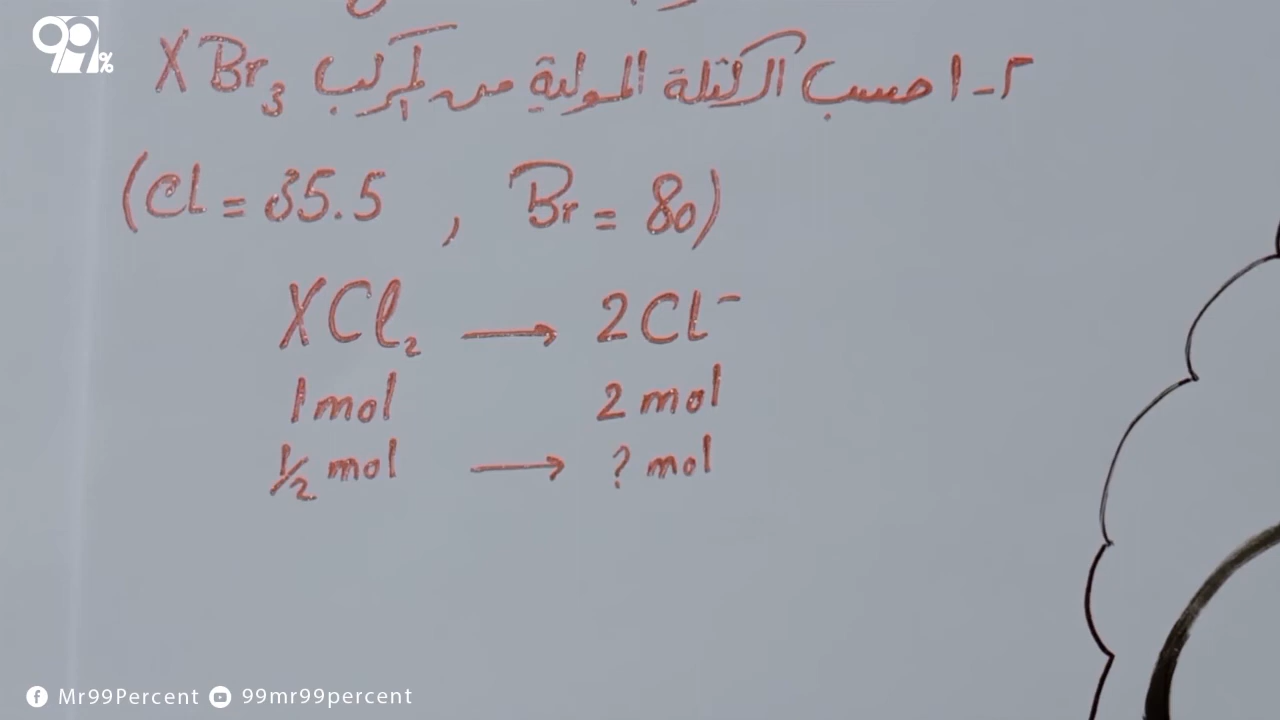 99%
٢- احسب الكتلة المولية من المركب XBr₃
(Cl = 35.5 , Br = 80)
XCl₂ → 2Cl⁻
1 mol 2 mol
½ mol → ? mol
Mr99Percent 99mr99percent